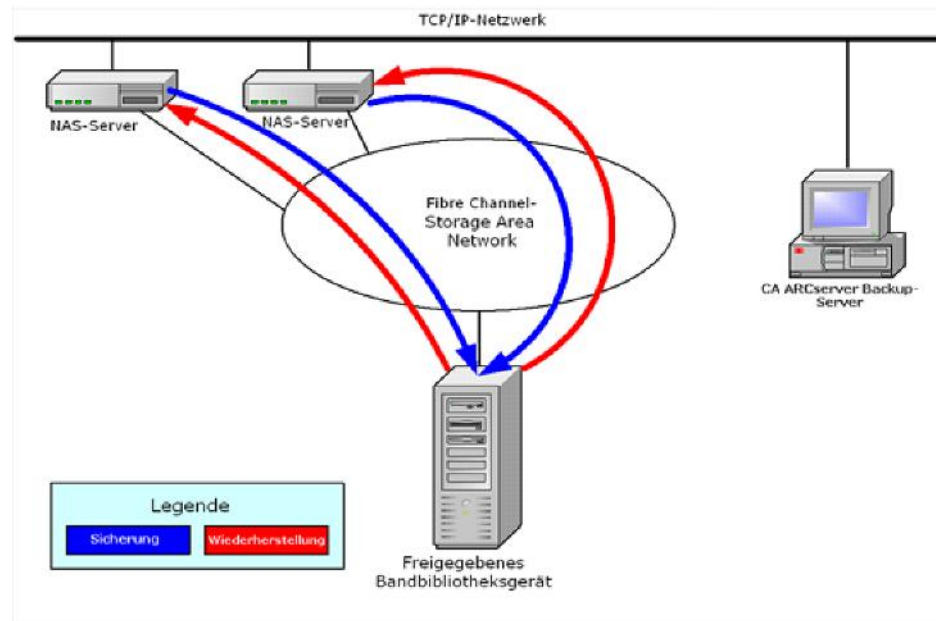 TCP/IP-Netzwerk
NAS-Server
NAS-Server
Fibre Channel-
Storage Area
Network
CA ARCserver Backup-
Server
Legende
Sicherung
Wiederherstellung
Freigegebenes
Bandbibliotheksgerät